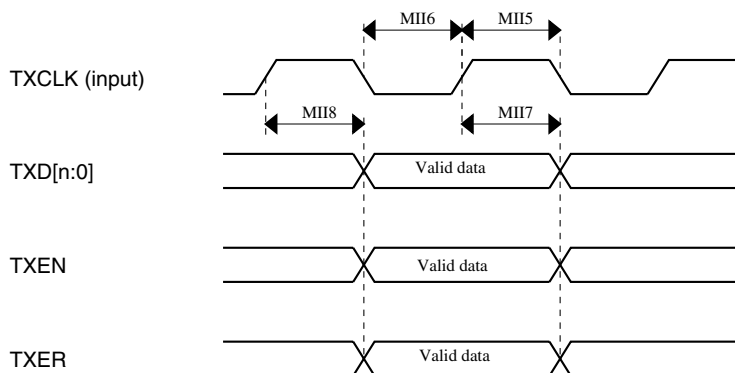 MII6 MII5
TXCLK (input)
MII8 MII7
TXD[n:0] Valid data
TXEN Valid data
TXER Valid data